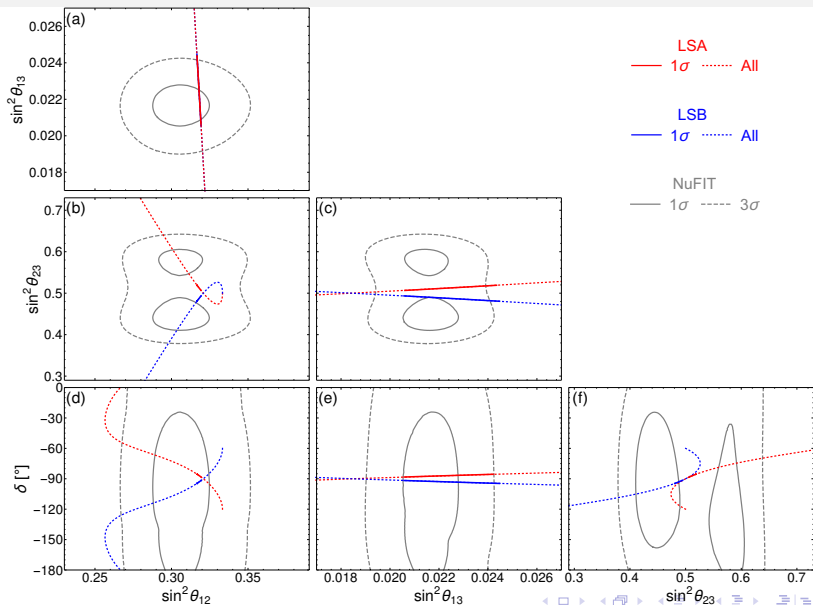 (a)
0.026
0.024
0.022
0.020
0.018
sin²θ₁₃
LSA
1σ All
LSB
1σ All
NuFIT
1σ 3σ
(b)
0.7
0.6
0.5
0.4
0.3
sin²θ₂₃
(c)
(d)
0
-30
-60
-90
-120
-150
-180
δ [°]
(e)
(f)
0.25 0.30 0.35
sin²θ₁₂
0.018 0.020 0.022 0.024 0.026
sin²θ₁₃
0.3 0.4 0.5 0.6 0.7
sin²θ₂₃